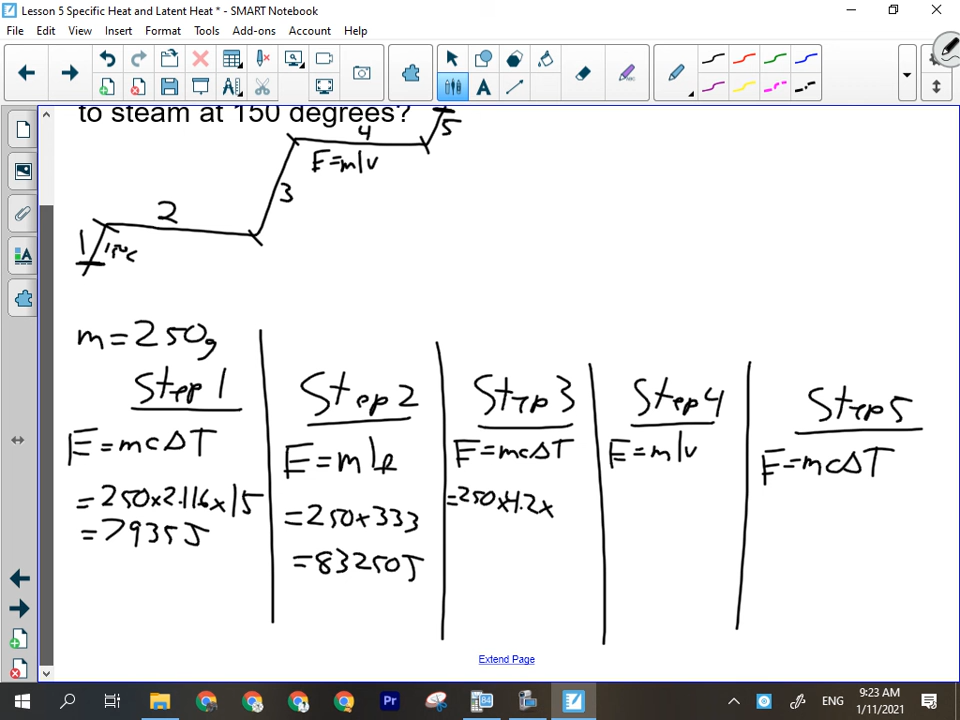 Lesson 5 Specific Heat and Latent Heat * - SMART Notebook
File Edit View Insert Format Tools Add-ons Account Help
to steam at 150 degrees?
4
5
E=mlv
3
2
1
15°C
m=250g
Step 1
Step 2
Step 3
Step 4
Step 5
E=mcΔT
E=mlf
E=mcΔT
E=mlv
E=mcΔT
=250×2.116×15
=250×333
=250×4.2×
=7935J
=83250J
Extend Page
Pr
84
ENG
9:23 AM
1/11/2021